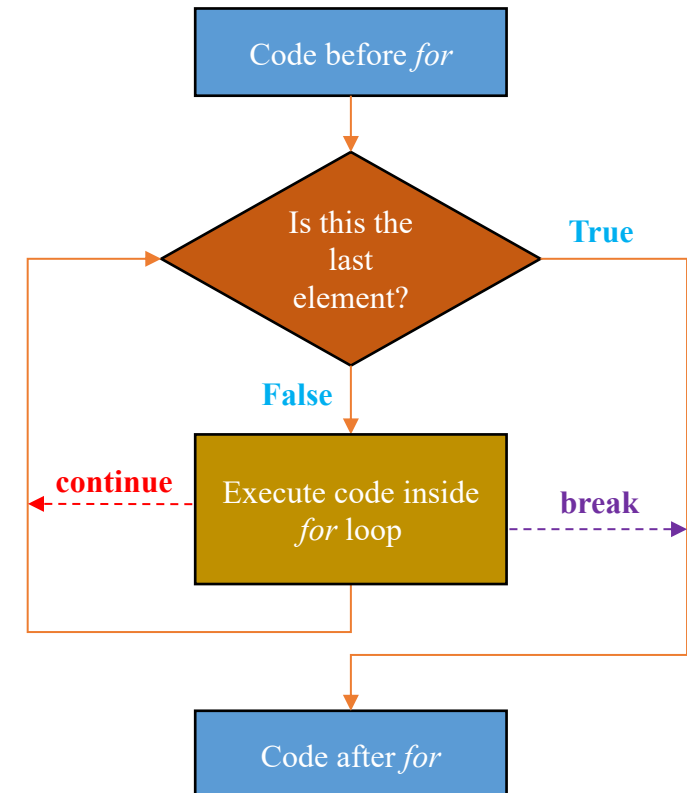 Code before for
Is this the
last
element?
True
False
continue
Execute code inside
for loop
break
Code after for